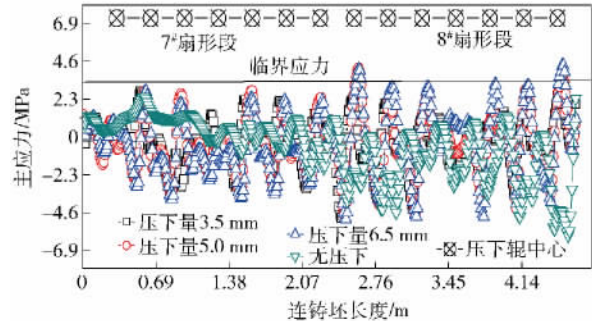 6.9
4.6
2.3
0
−2.3
−4.6
−6.9
主应力/MPa
7#扇形段
8#扇形段
临界应力
压下量3.5 mm
压下量6.5 mm
压下辊中心
压下量5.0 mm
无压下
0
0.69
1.38
2.07
2.76
3.45
4.14
连铸坯长度/m